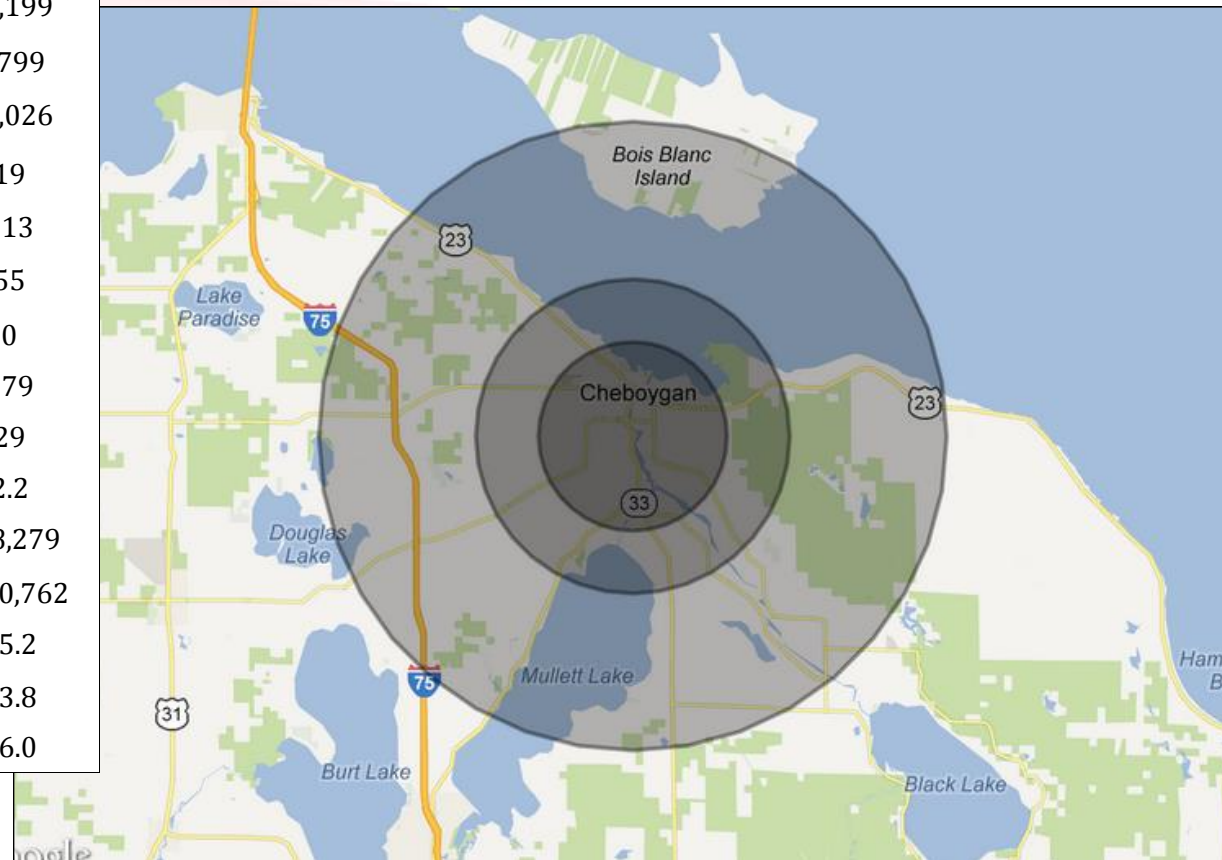 ,199
799
,026
19
13
55
0
79
29
2.2
3,279
0,762
5.2
3.8
6.0
Bois Blanc
Island
23
Lake
Paradise
75
Cheboygan
23
33
Douglas
Lake
Mullett Lake
75
31
Burt Lake
Black Lake
Ham
B
oogle